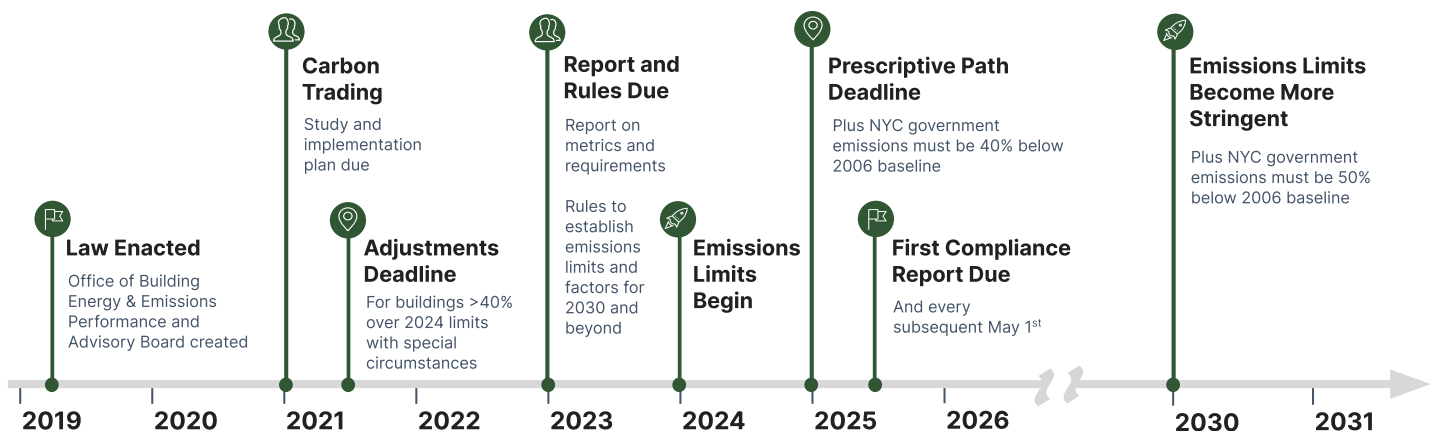 Law Enacted
Office of Building
Energy & Emissions
Performance and
Advisory Board created
Carbon
Trading
Study and
implementation
plan due
Adjustments
Deadline
For buildings >40%
over 2024 limits
with special
circumstances
Report and
Rules Due
Report on
metrics and
requirements
Rules to
establish
emissions
limits and
factors for
2030 and
beyond
Emissions
Limits
Begin
Prescriptive Path
Deadline
Plus NYC government
emissions must be 40% below
2006 baseline
First Compliance
Report Due
And every
subsequent May 1st
Emissions Limits
Become More
Stringent
Plus NYC government
emissions must be 50%
below 2006 baseline
2019 2020 2021 2022 2023 2024 2025 2026 2030 2031